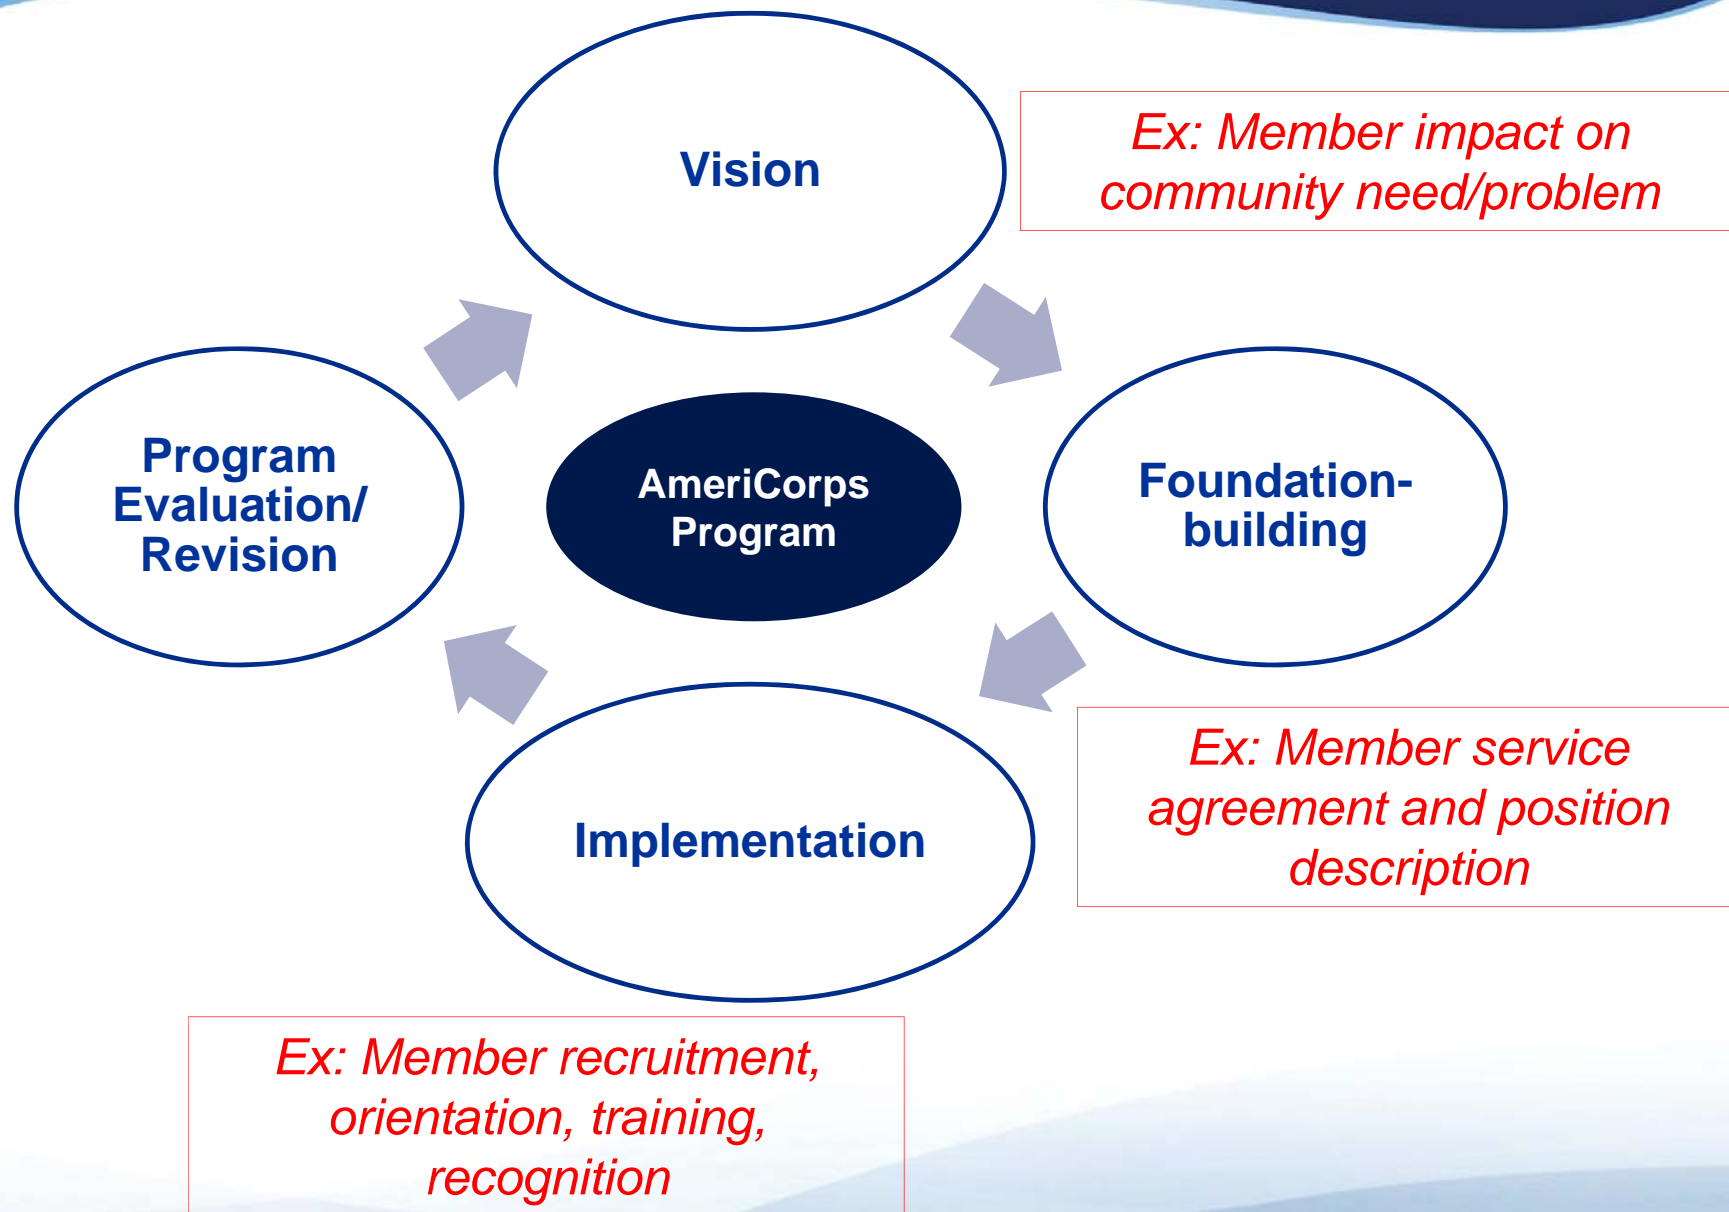 Vision
Ex: Member impact on
community need/problem
Program
Evaluation/
Revision
AmeriCorps
Program
Foundation-
building
Implementation
Ex: Member service
agreement and position
description
Ex: Member recruitment,
orientation, training,
recognition